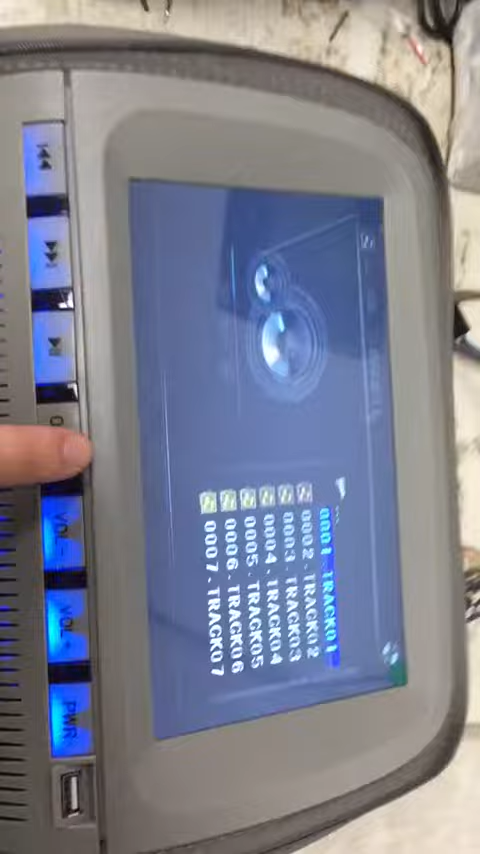 0001.TRACK01
0002.TRACK02
0003.TRACK03
0004.TRACK04
0005.TRACK05
0006.TRACK06
0007.TRACK07
VOL -
VOL +
PWR